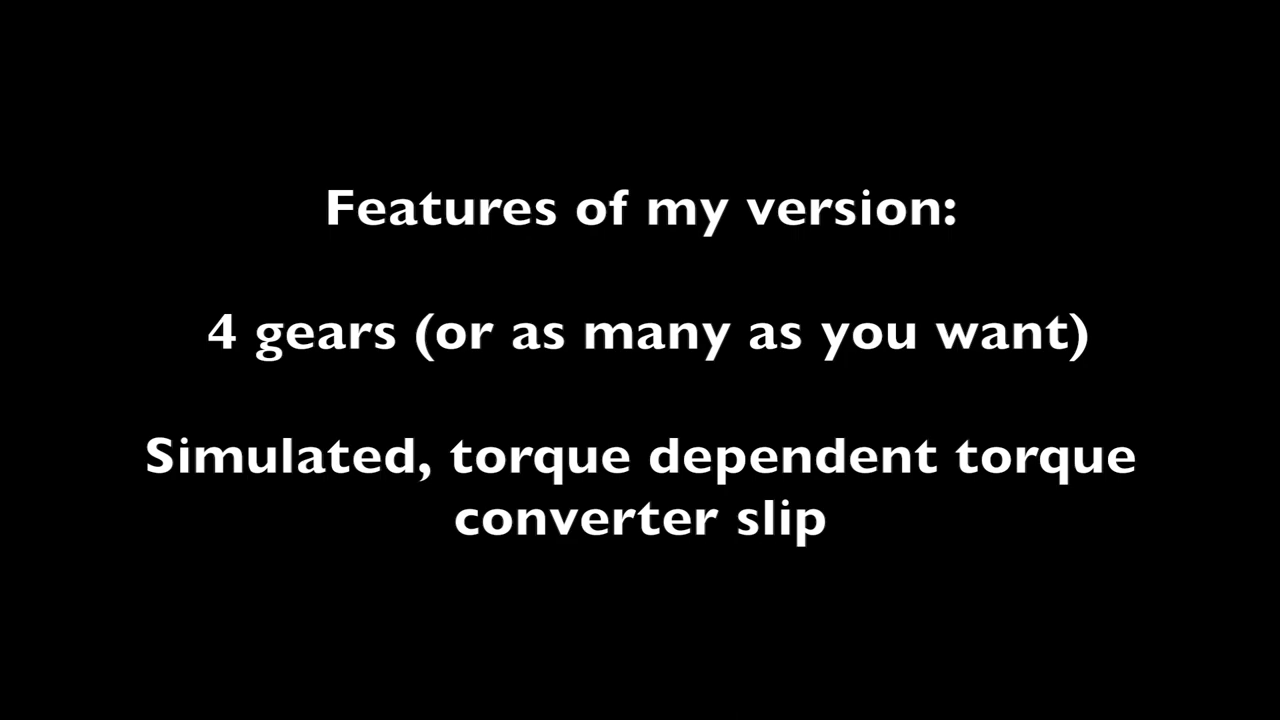 Features of my version:
4 gears (or as many as you want)
Simulated, torque dependent torque
converter slip